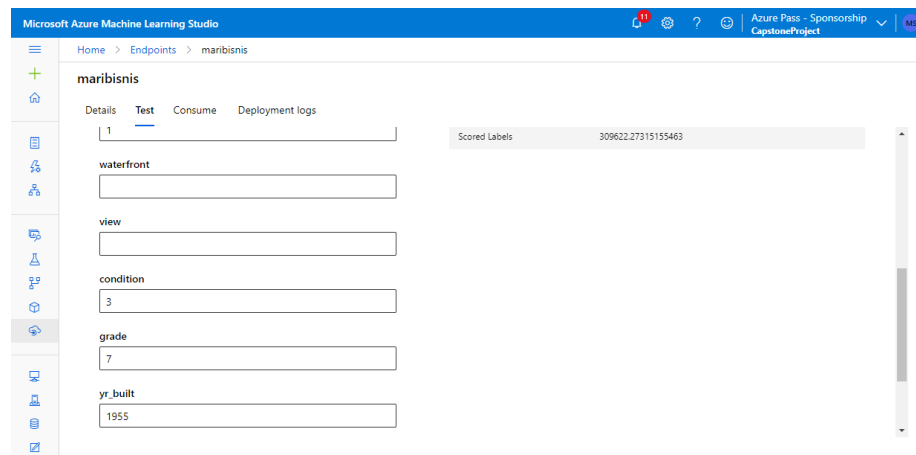 Microsoft Azure Machine Learning Studio
11
?
Azure Pass - Sponsorship
CapstoneProject
MS
Home > Endpoints > maribisnis
maribisnis
Details Test Consume Deployment logs
1
Scored Labels 309622.27315155463
waterfront
view
condition
3
grade
7
yr_built
1955